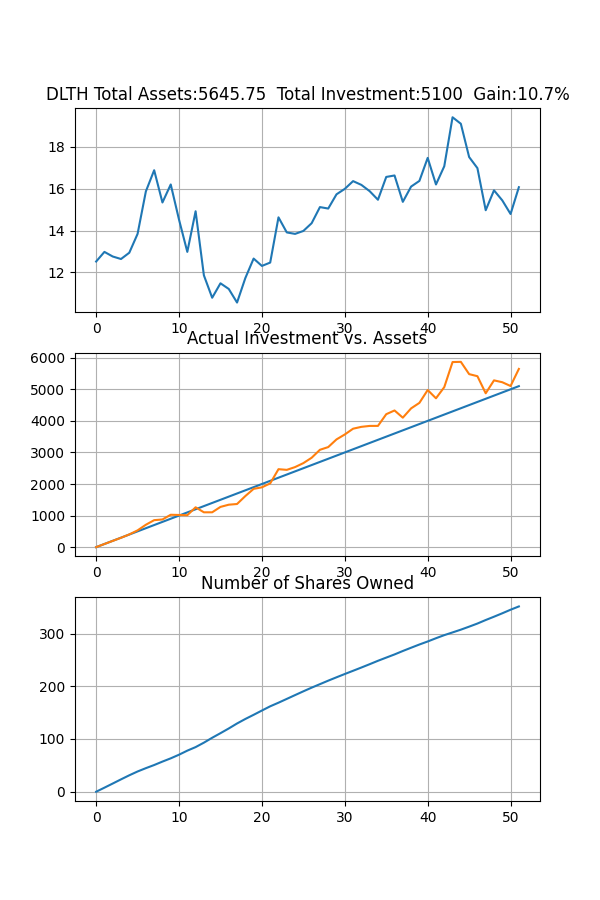 DLTH Total Assets:5645.75  Total Investment:5100  Gain:10.7%
18
16
14
12
0 10 20 30 40 50
Actual Investment vs. Assets
6000
5000
4000
3000
2000
1000
0
0 10 20 30 40 50
Number of Shares Owned
300
200
100
0
0 10 20 30 40 50